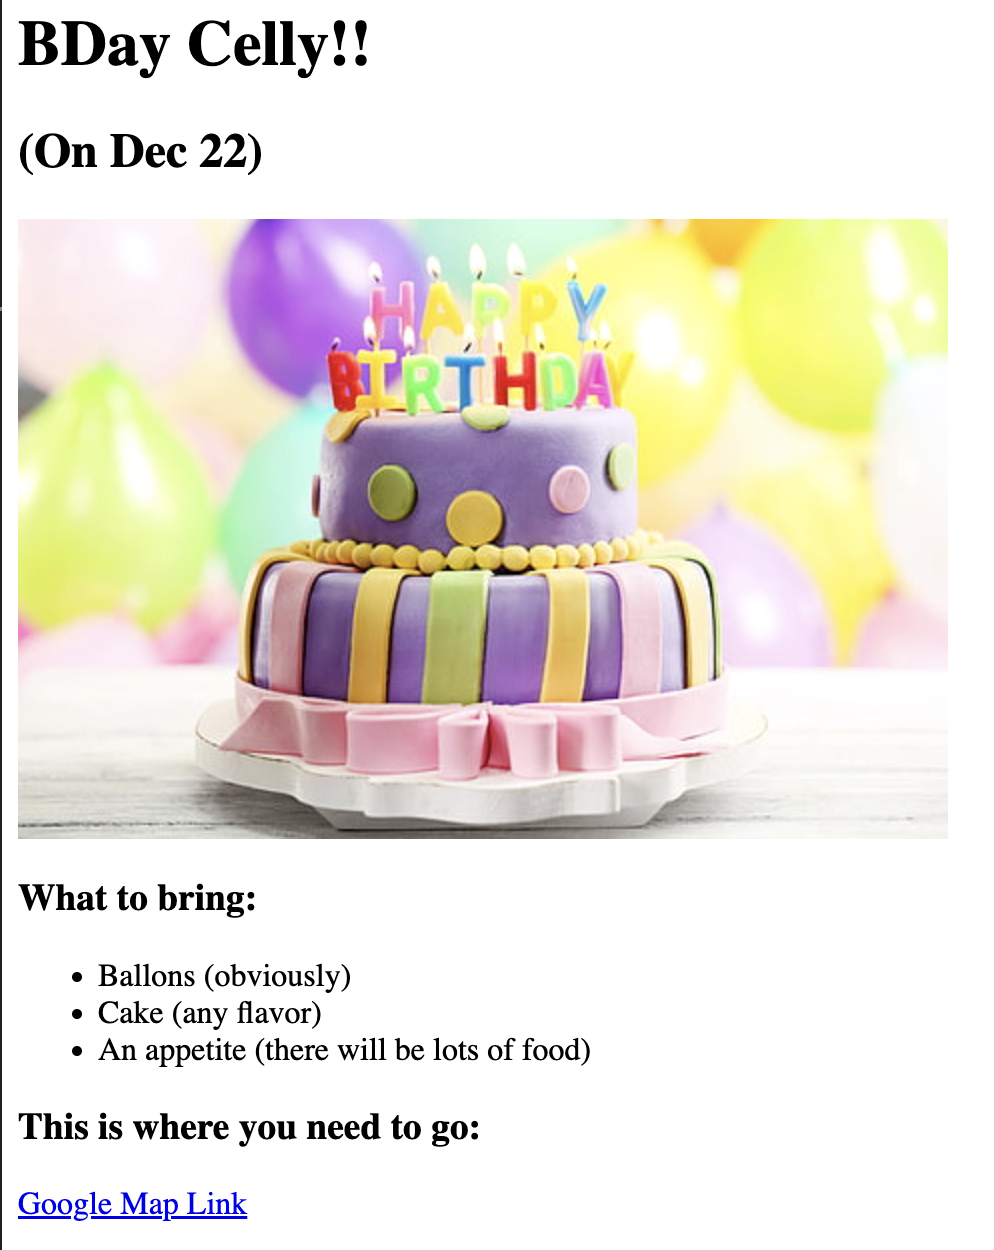 BDay Celly!!
(On Dec 22)
HAPPY
BIRTHDAY
What to bring:
Ballons (obviously)
Cake (any flavor)
An appetite (there will be lots of food)
This is where you need to go:
Google Map Link